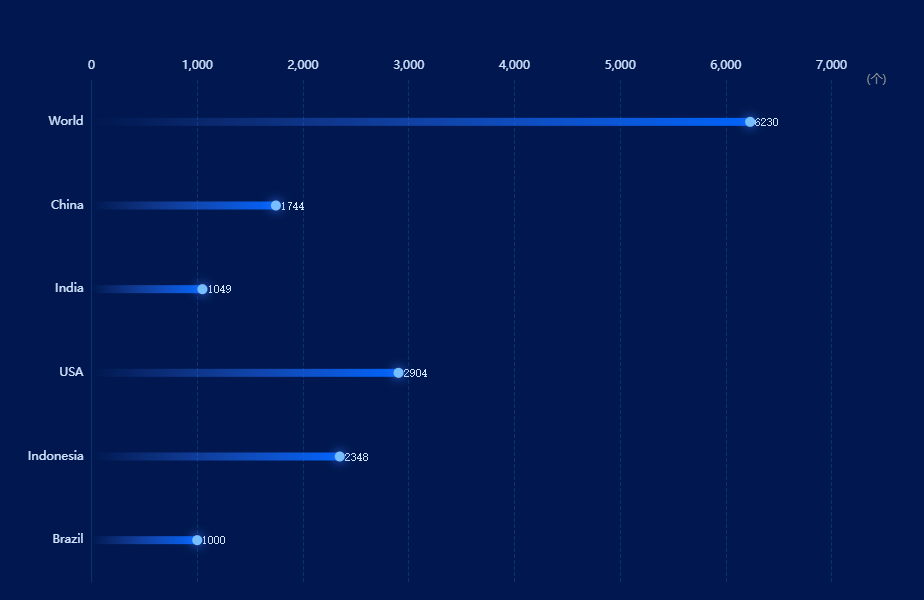 0 1,000 2,000 3,000 4,000 5,000 6,000 7,000
(个)
World 6230
China 1744
India 1049
USA 2904
Indonesia 2348
Brazil 1000